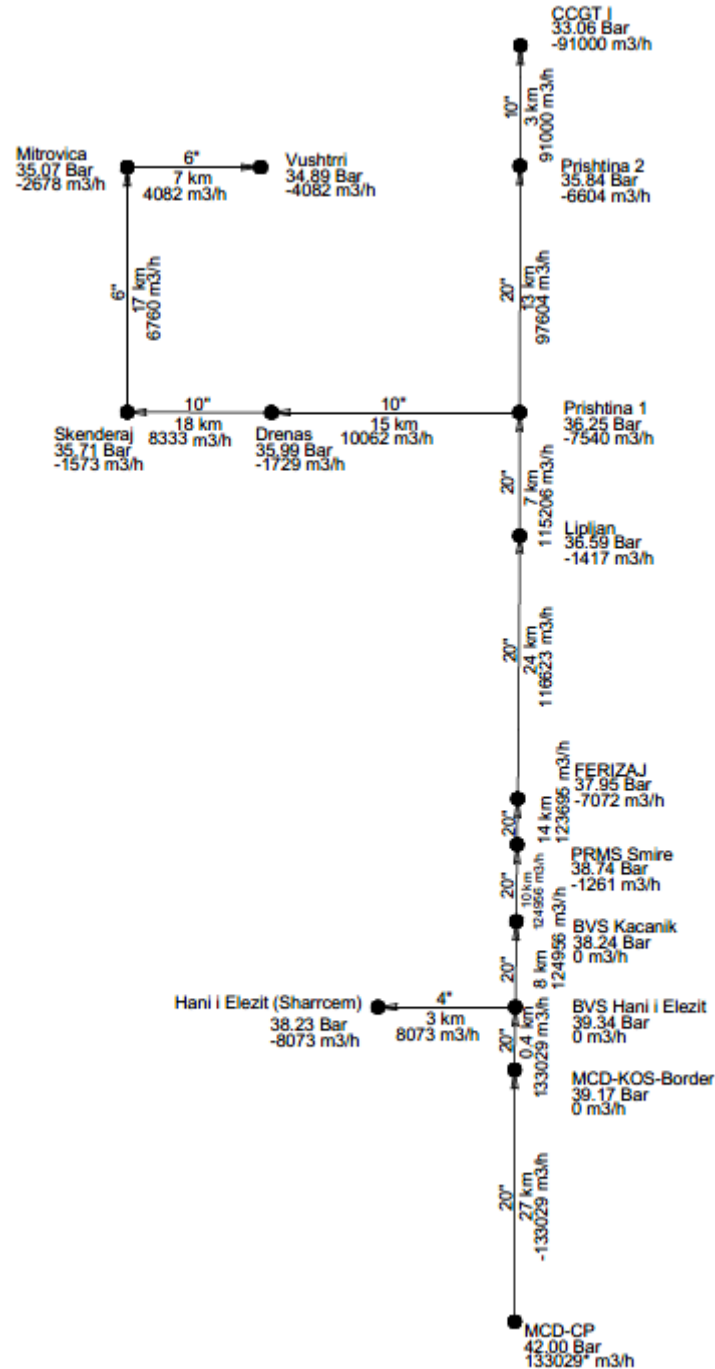 CCGT I
33.06 Bar
-91000 m3/h
10"
3 km
91000 m3/h
Mitrovica
35.07 Bar
-2678 m3/h
6"
7 km
4082 m3/h
Vushtrri
34.89 Bar
-4082 m3/h
Prishtina 2
35.84 Bar
-6604 m3/h
6"
17 km
6760 m3/h
20"
13 km
97604 m3/h
Skenderaj
35.71 Bar
-1573 m3/h
10"
18 km
8333 m3/h
Drenas
35.99 Bar
-1729 m3/h
10"
15 km
10062 m3/h
Prishtina 1
36.25 Bar
-7540 m3/h
20"
7 km
115206 m3/h
Lipljan
36.59 Bar
-1417 m3/h
20"
24 km
116623 m3/h
FERIZAJ
37.95 Bar
-7072 m3/h
20"
14 km
123695 m3/h
PRMS Smire
38.74 Bar
-1261 m3/h
20"
10 km
124956 m3/h
BVS Kacanik
38.24 Bar
0 m3/h
20"
8 km
124956 m3/h
Hani i Elezit (Sharrcem)
38.23 Bar
-8073 m3/h
4"
3 km
8073 m3/h
BVS Hani i Elezit
39.34 Bar
0 m3/h
20"
0.4 km
133029 m3/h
MCD-KOS-Border
39.17 Bar
0 m3/h
20"
27 km
-133029 m3/h
MCD-CP
42.00 Bar
133029* m3/h